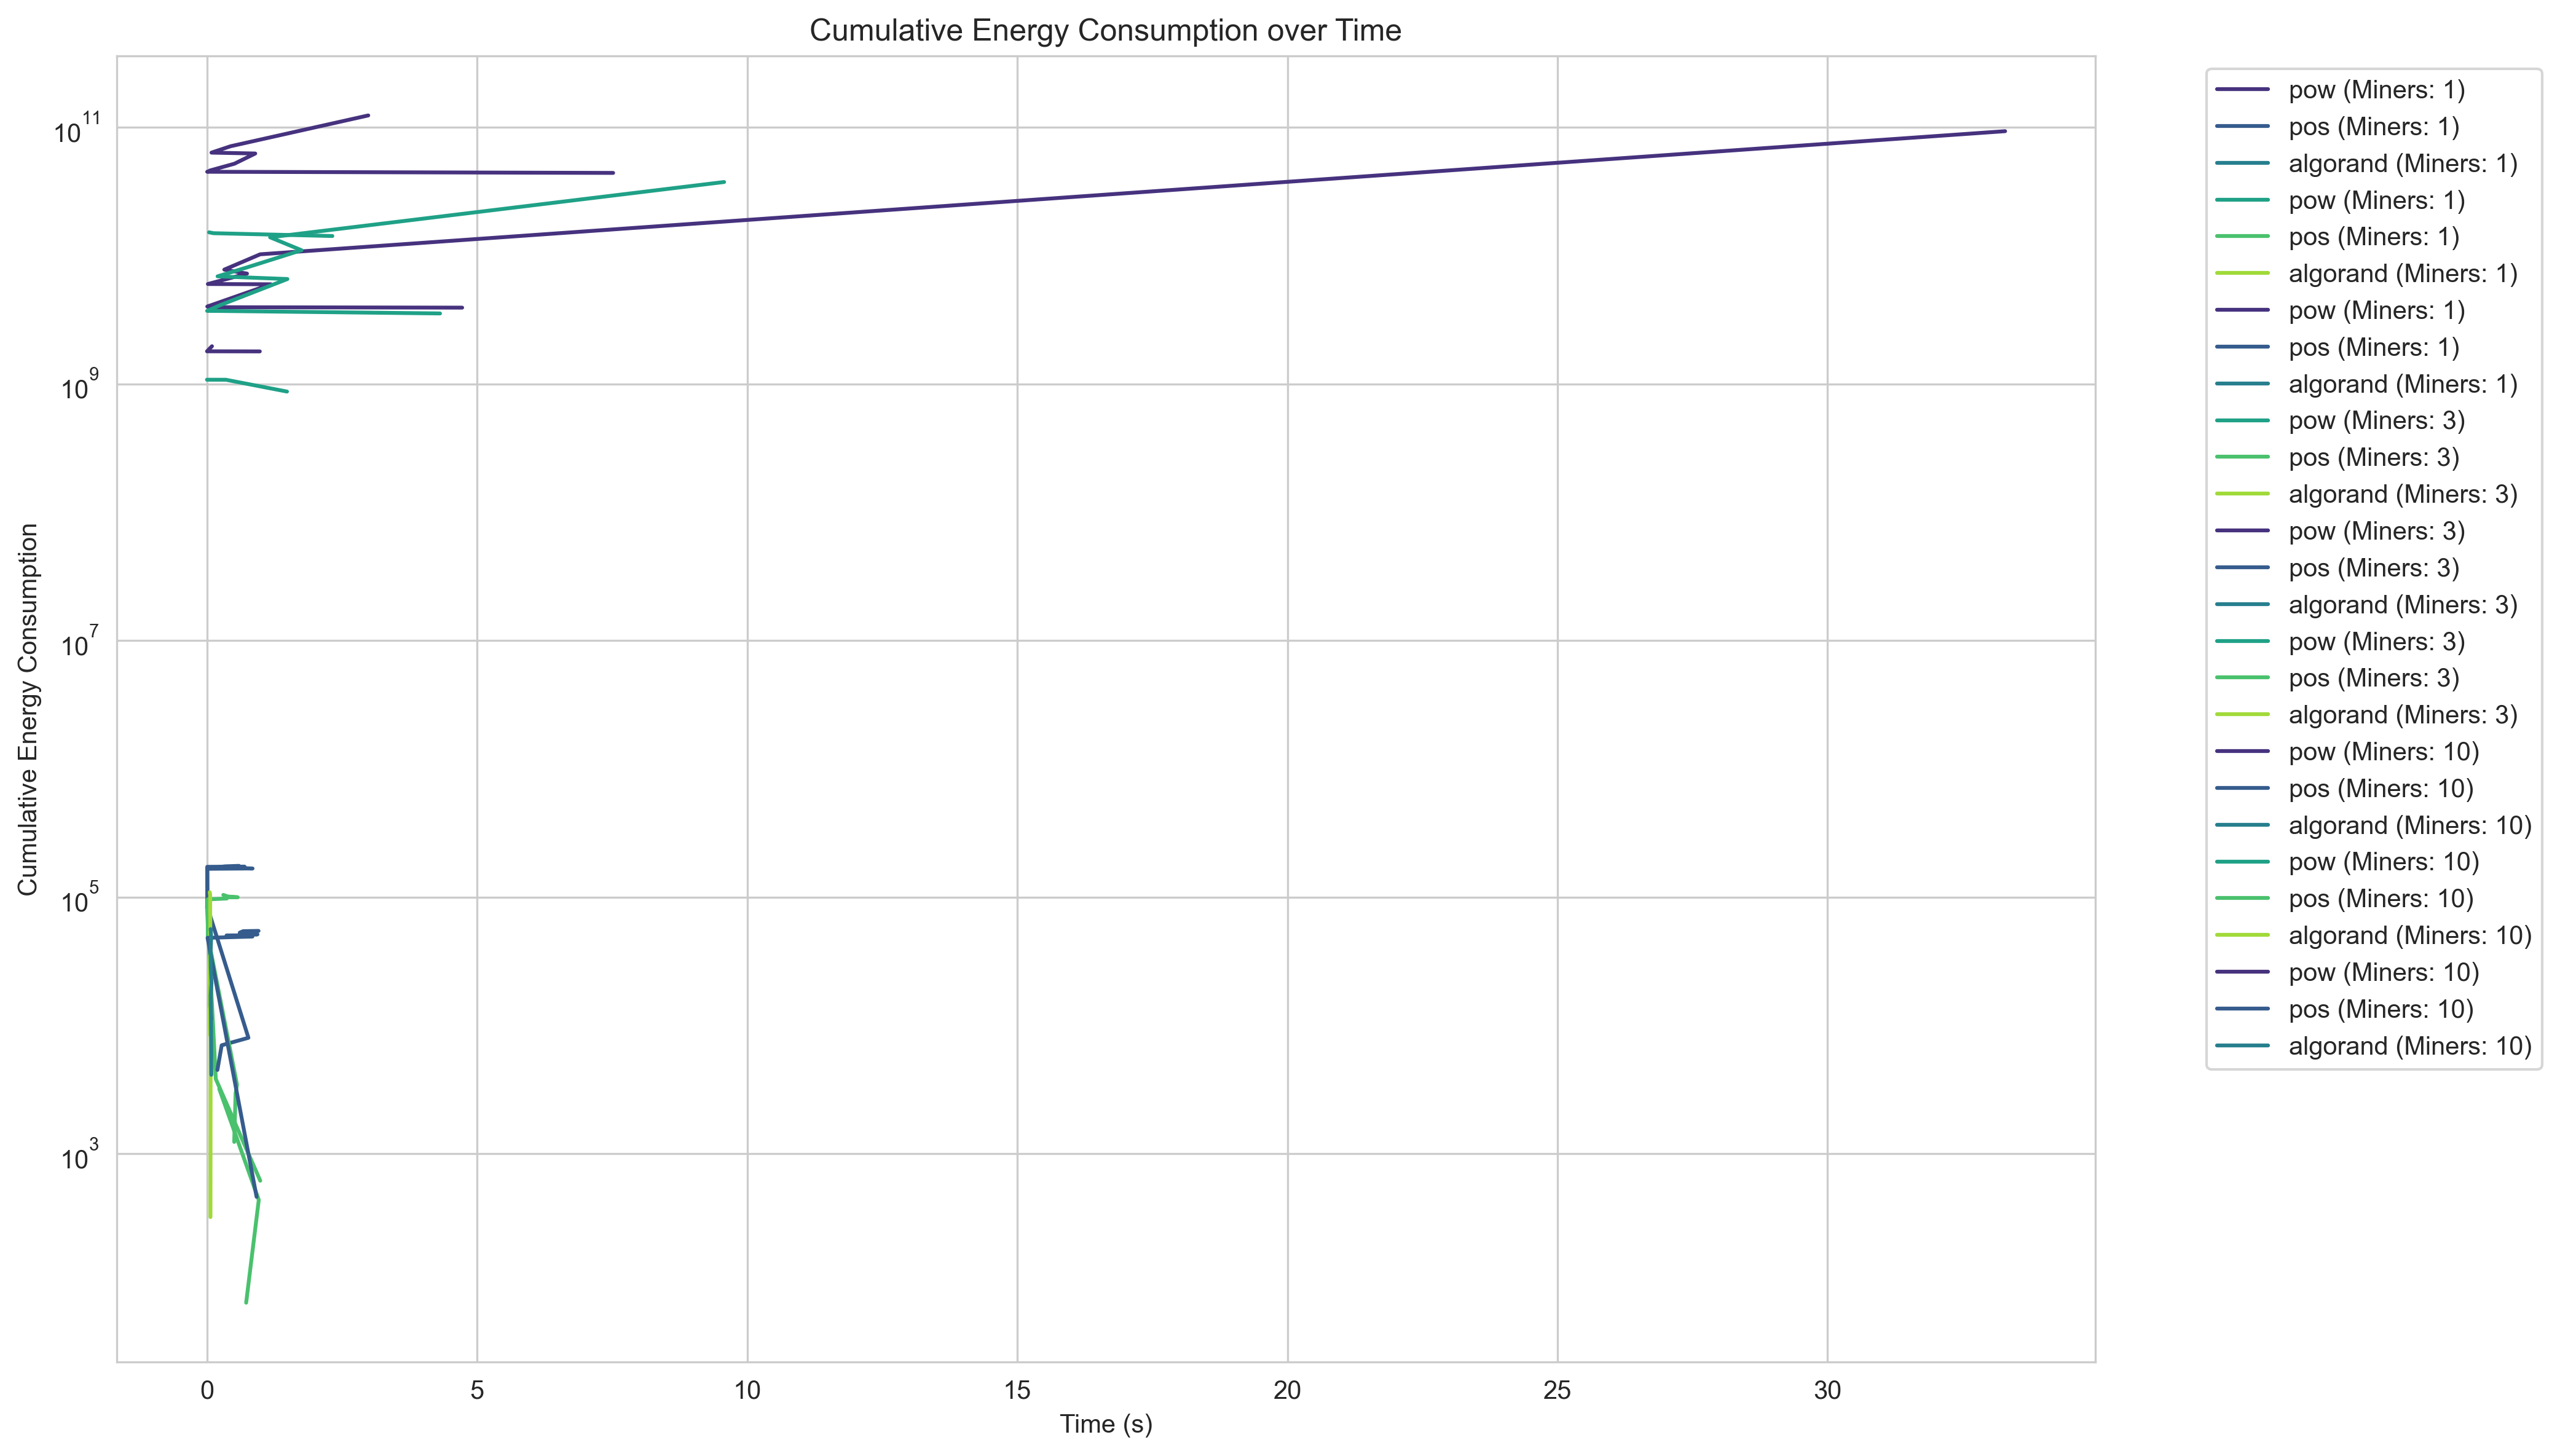 Cumulative Energy Consumption over Time
Cumulative Energy Consumption
10^11
10^9
10^7
10^5
10^3
0 5 10 15 20 25 30
Time (s)
pow (Miners: 1)
pos (Miners: 1)
algorand (Miners: 1)
pow (Miners: 1)
pos (Miners: 1)
algorand (Miners: 1)
pow (Miners: 1)
pos (Miners: 1)
algorand (Miners: 1)
pow (Miners: 3)
pos (Miners: 3)
algorand (Miners: 3)
pow (Miners: 3)
pos (Miners: 3)
algorand (Miners: 3)
pow (Miners: 3)
pos (Miners: 3)
algorand (Miners: 3)
pow (Miners: 10)
pos (Miners: 10)
algorand (Miners: 10)
pow (Miners: 10)
pos (Miners: 10)
algorand (Miners: 10)
pow (Miners: 10)
pos (Miners: 10)
algorand (Miners: 10)